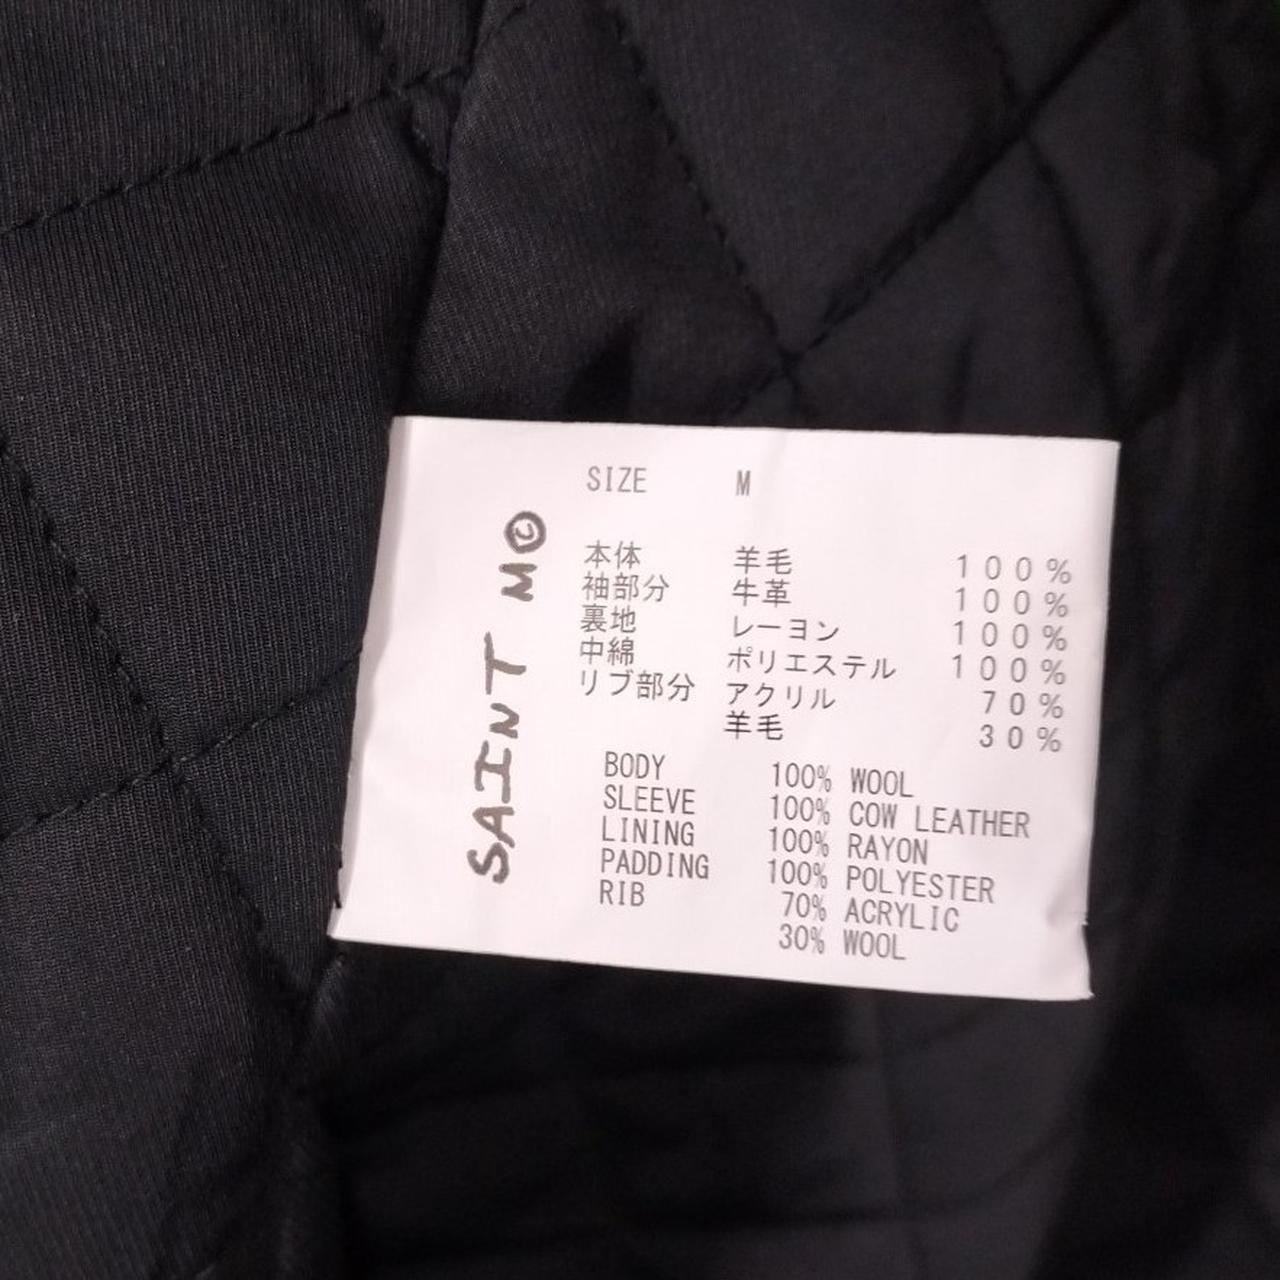 SAINT M©
SIZE M
本体 羊毛 100%
袖部分 牛革 100%
裏地 レーヨン 100%
中綿 ポリエステル 100%
リブ部分 アクリル 70%
羊毛 30%
BODY 100% WOOL
SLEEVE 100% COW LEATHER
LINING 100% RAYON
PADDING 100% POLYESTER
RIB 70% ACRYLIC
30% WOOL